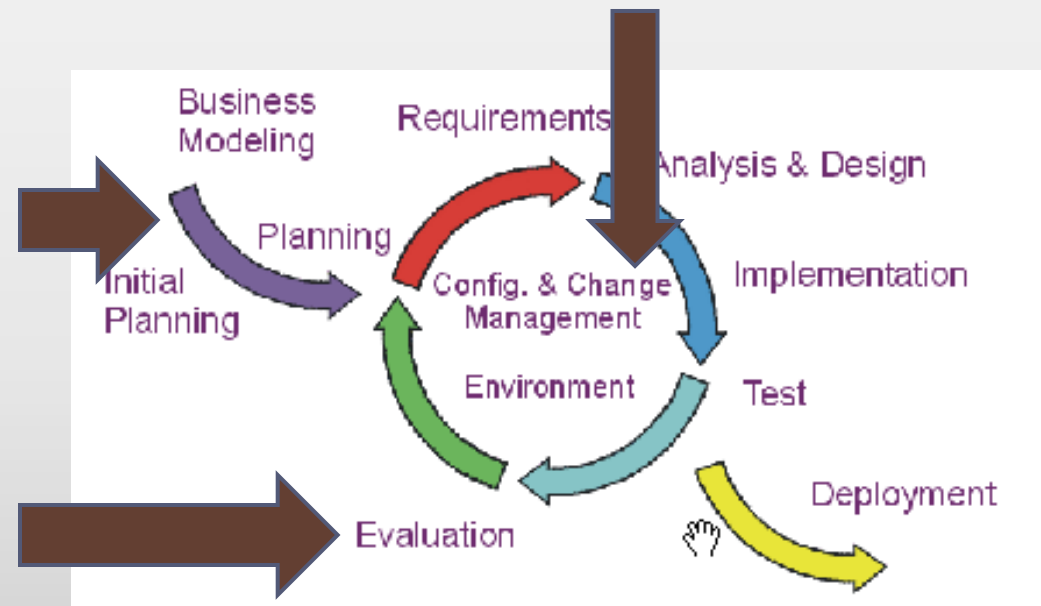 Business
Modeling
Requirements
Analysis & Design
Planning
Initial
Planning
Config. & Change
Management
Implementation
Environment
Test
Deployment
Evaluation